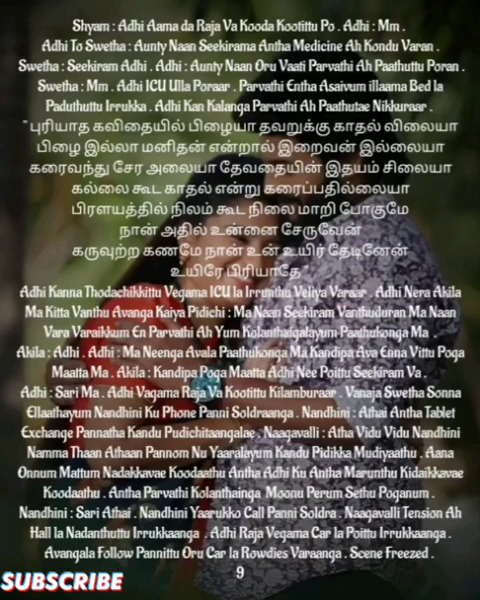 Shyam : Adhi Aama da Raja Va Kooda Kootittu Po . Adhi : Mm .
Adhi To Swetha : Aunty Naan Seekirama Antha Medicine Ah Kondu Varan .
Swetha : Seekiram Adhi . Adhi : Aunty Naan Oru Vaati Parvathi Ah Paathuttu Poran .
Swetha : Mm . Adhi ICU Ulla Poraar . Parvathi Entha Asaivum illaama Bed la
Paduthuttu Irrukka . Adhi Kan Kalanga Parvathi Ah Paathutae Nikkuraar .
" புரியாத கவிதையில் பிழையா தவறுக்கு காதல் விலையா
பிழை இல்லா மனிதன் என்றால் இறைவன் இல்லையா
கரைவந்து சேர அலையா தேவதையின் இதயம் சிலையா
கல்லை கூட காதல் என்று கரைப்பதில்லையா
பிரளயத்தில் நிலம் கூட நிலை மாறி போகுமே
நான் அதில் உன்னை சேருவேன்
கருவுற்ற கணமே நான் உன் உயிர் தேடினேன்
உயிரே பிரியாதே "
Adhi Kanna Thodachikkittu Vegama ICU la Irrunthu Veliya Varaar . Adhi Nera Akila
Ma Kitta Vanthu Avanga Kaiya Pidichi : Ma Naan Seekiram Vanthuduran Ma Naan
Vara Varaikkum En Parvathi Ah Yum Kolanthaigalayum Paathukonga Ma .
Akila : Adhi . Adhi : Ma Neenga Avala Paathukonga Ma Kandipa Ava Enna Vittu Poga
Maatta Ma . Akila : Kandipa Poga Maatta Adhi Nee Poittu Seekiram Va .
Adhi : Sari Ma . Adhi Vagama Raja Va Kootittu Kilamburaar . Vanaja Swetha Sonna
Ellaathayum Nandhini Ku Phone Panni Soldraanga . Nandhini : Athai Antha Tablet
Exchange Pannatha Kandu Pudichitaangalae . Naagavalli : Atha Vidu Vidu Nandhini
Namma Thaan Athaan Pannom Nu Yaaralayum Kandu Pidikka Mudiyaathu . Aana
Onnum Mattum Nadakkavae Koodaathu Antha Adhi Ku Antha Marunthu Kidaikkavae
Koodaathu . Antha Parvathi Kolanthainga Moonu Perum Sethu Poganum .
Nandhini : Sari Athai . Nandhini Yaarukko Call Panni Soldra . Naagavalli Tension Ah
Hall la Nadanthuttu Irrukkaanga . Adhi Raja Vegama Car la Poittu Irrukkaanga .
Avangala Follow Pannittu Oru Car la Rowdies Varaanga . Scene Freezed .
SUBSCRIBE
9